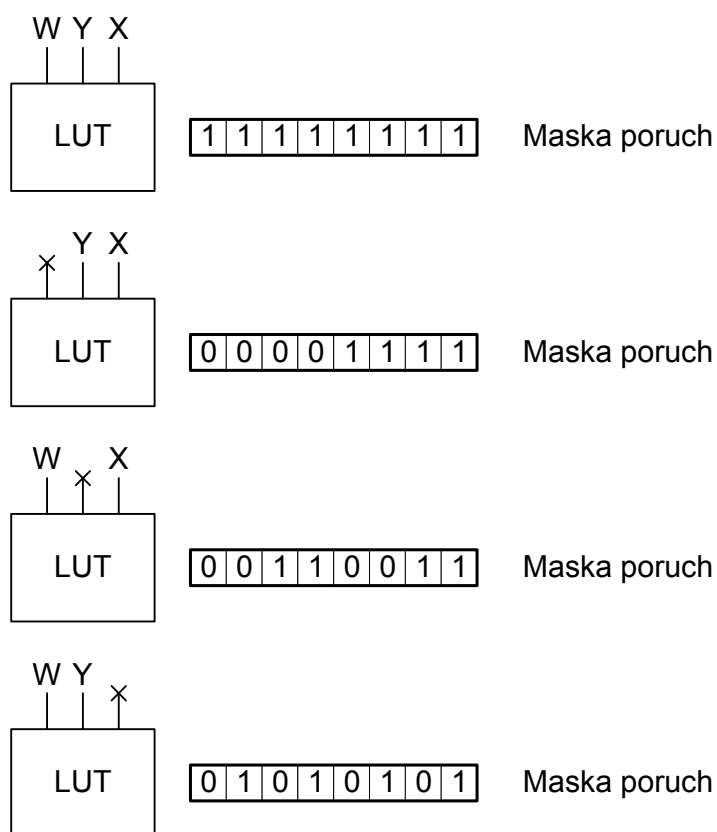 W Y X
LUT 1 1 1 1 1 1 1 1 Maska poruch
Y X
LUT 0 0 0 0 1 1 1 1 Maska poruch
W X
LUT 0 0 1 1 0 0 1 1 Maska poruch
W Y
LUT 0 1 0 1 0 1 0 1 Maska poruch